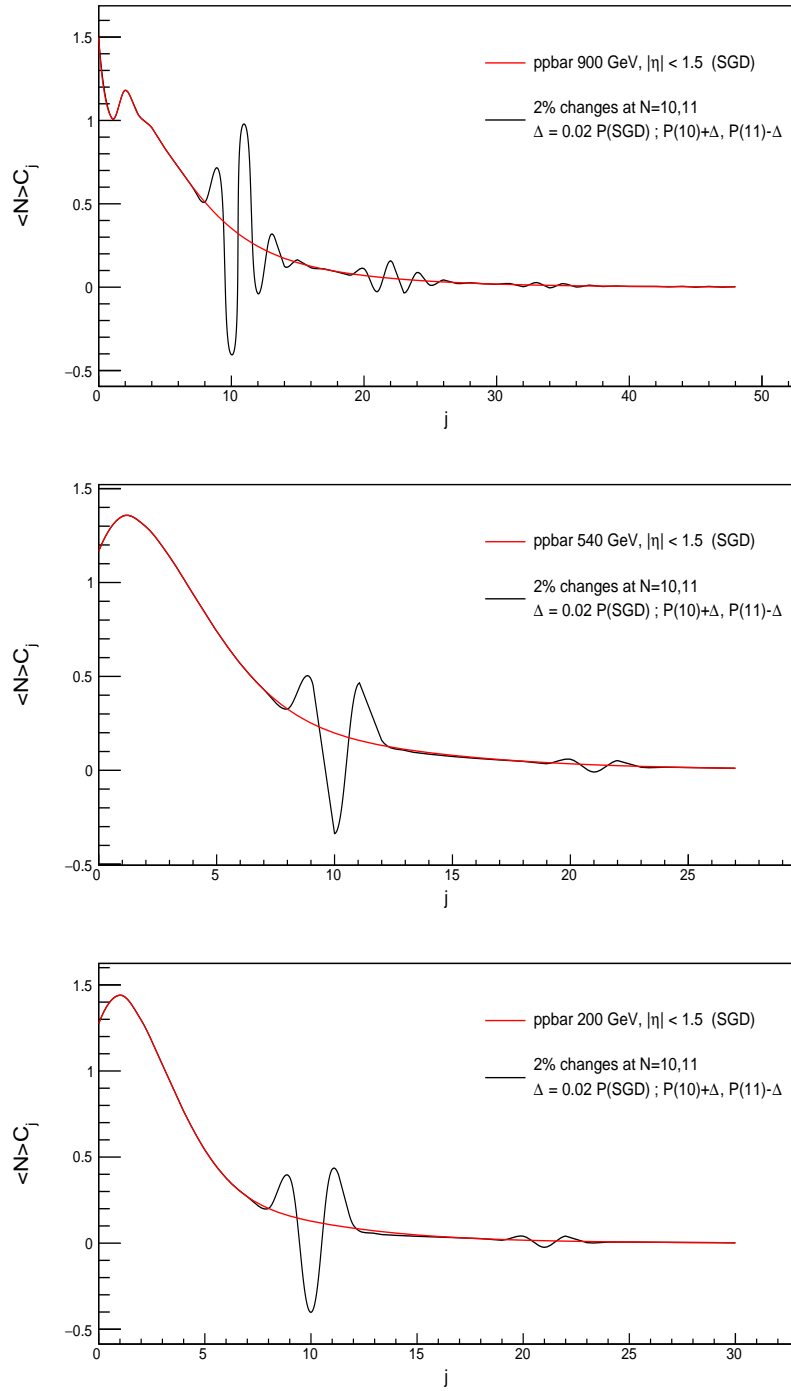 <N>C_j
1.5
1
0.5
0
−0.5
ppbar 900 GeV, |η| < 1.5 (SGD)
2% changes at N=10,11
Δ = 0.02 P(SGD) ; P(10)+Δ, P(11)-Δ
0 10 20 30 40 50
j
<N>C_j
1.5
1
0.5
0
−0.5
ppbar 540 GeV, |η| < 1.5 (SGD)
2% changes at N=10,11
Δ = 0.02 P(SGD) ; P(10)+Δ, P(11)-Δ
0 5 10 15 20 25
j
<N>C_j
1.5
1
0.5
0
−0.5
ppbar 200 GeV, |η| < 1.5 (SGD)
2% changes at N=10,11
Δ = 0.02 P(SGD) ; P(10)+Δ, P(11)-Δ
0 5 10 15 20 25 30
j